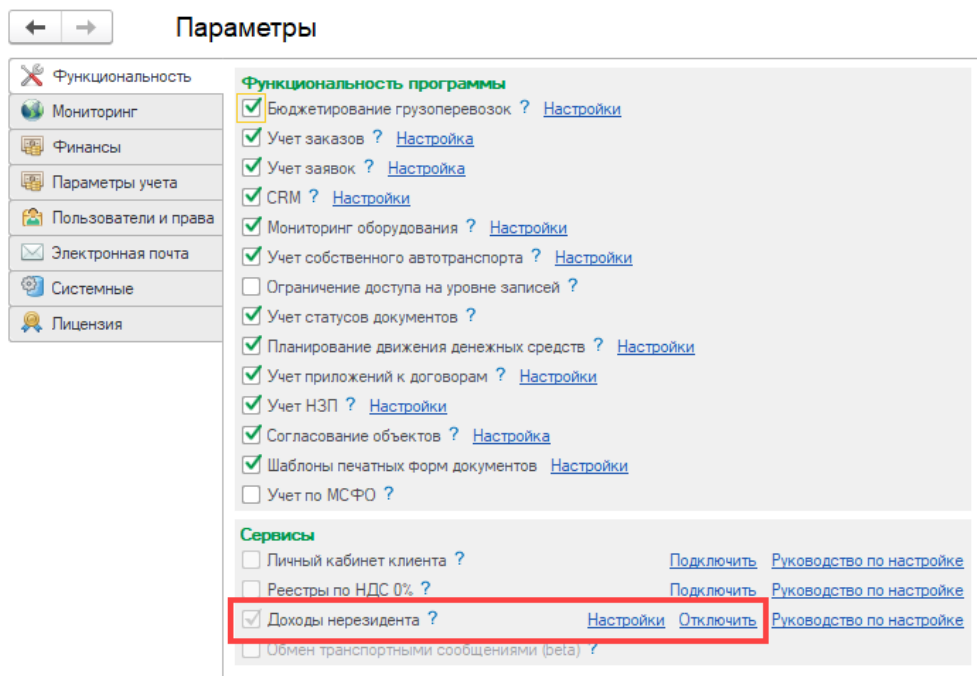 Параметры
Функциональность
Мониторинг
Финансы
Параметры учета
Пользователи и права
Электронная почта
Системные
Лицензия
Функциональность программы
Бюджетирование грузоперевозок ? Настройки
Учет заказов ? Настройка
Учет заявок ? Настройка
CRM ? Настройки
Мониторинг оборудования ? Настройки
Учет собственного автотранспорта ? Настройки
Ограничение доступа на уровне записей ?
Учет статусов документов ?
Планирование движения денежных средств ? Настройки
Учет приложений к договорам ? Настройки
Учет НЗП ? Настройки
Согласование объектов ? Настройка
Шаблоны печатных форм документов Настройки
Учет по МСФО ?
Сервисы
Личный кабинет клиента ? Подключить Руководство по настройке
Реестры по НДС 0% ? Подключить Руководство по настройке
Доходы нерезидента ? Настройки Отключить Руководство по настройке
Обмен транспортными сообщениями (beta) ?